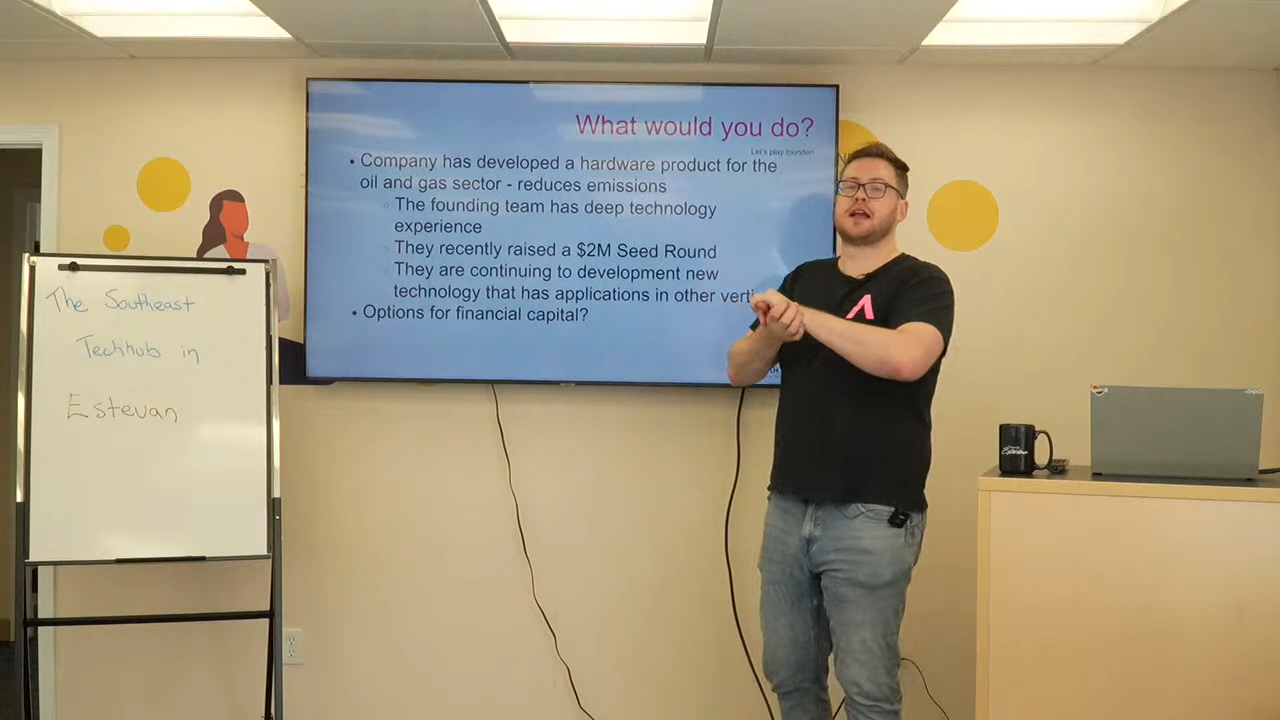 What would you do?
Let's play founder!
• Company has developed a hardware product for the
oil and gas sector - reduces emissions
◦ The founding team has deep technology
experience
◦ They recently raised a $2M Seed Round
◦ They are continuing to development new
technology that has applications in other verti
• Options for financial capital?
The Southeast
Techhub in
Estevan